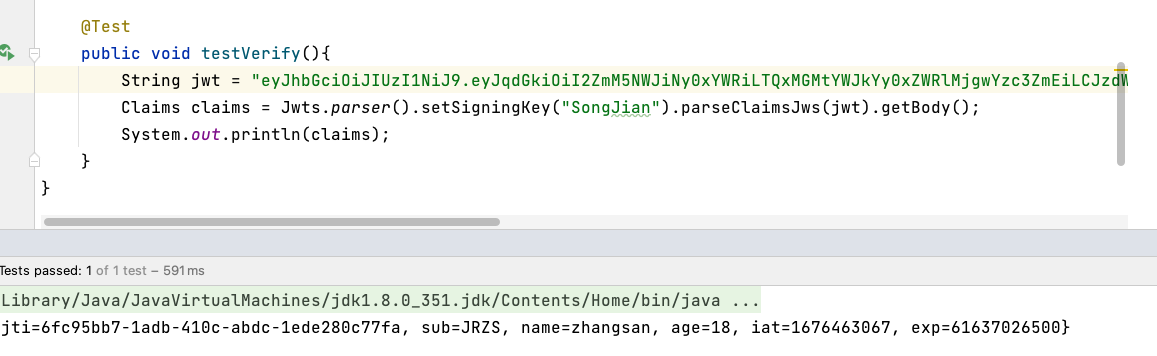 @Test
public void testVerify(){
String jwt = "eyJhbGciOiJIUzI1NiJ9.eyJqdGkiOiI2ZmM5NWJiNy0xYWRiLTQxMGMtYWJkYy0xZWRlMjgwYzc3ZmEiLCJzdW
Claims claims = Jwts.parser().setSigningKey("SongJian").parseClaimsJws(jwt).getBody();
System.out.println(claims);
}
}
Tests passed: 1 of 1 test – 591 ms
Library/Java/JavaVirtualMachines/jdk1.8.0_351.jdk/Contents/Home/bin/java ...
jti=6fc95bb7-1adb-410c-abdc-1ede280c77fa, sub=JRZS, name=zhangsan, age=18, iat=1676463067, exp=61637026500}